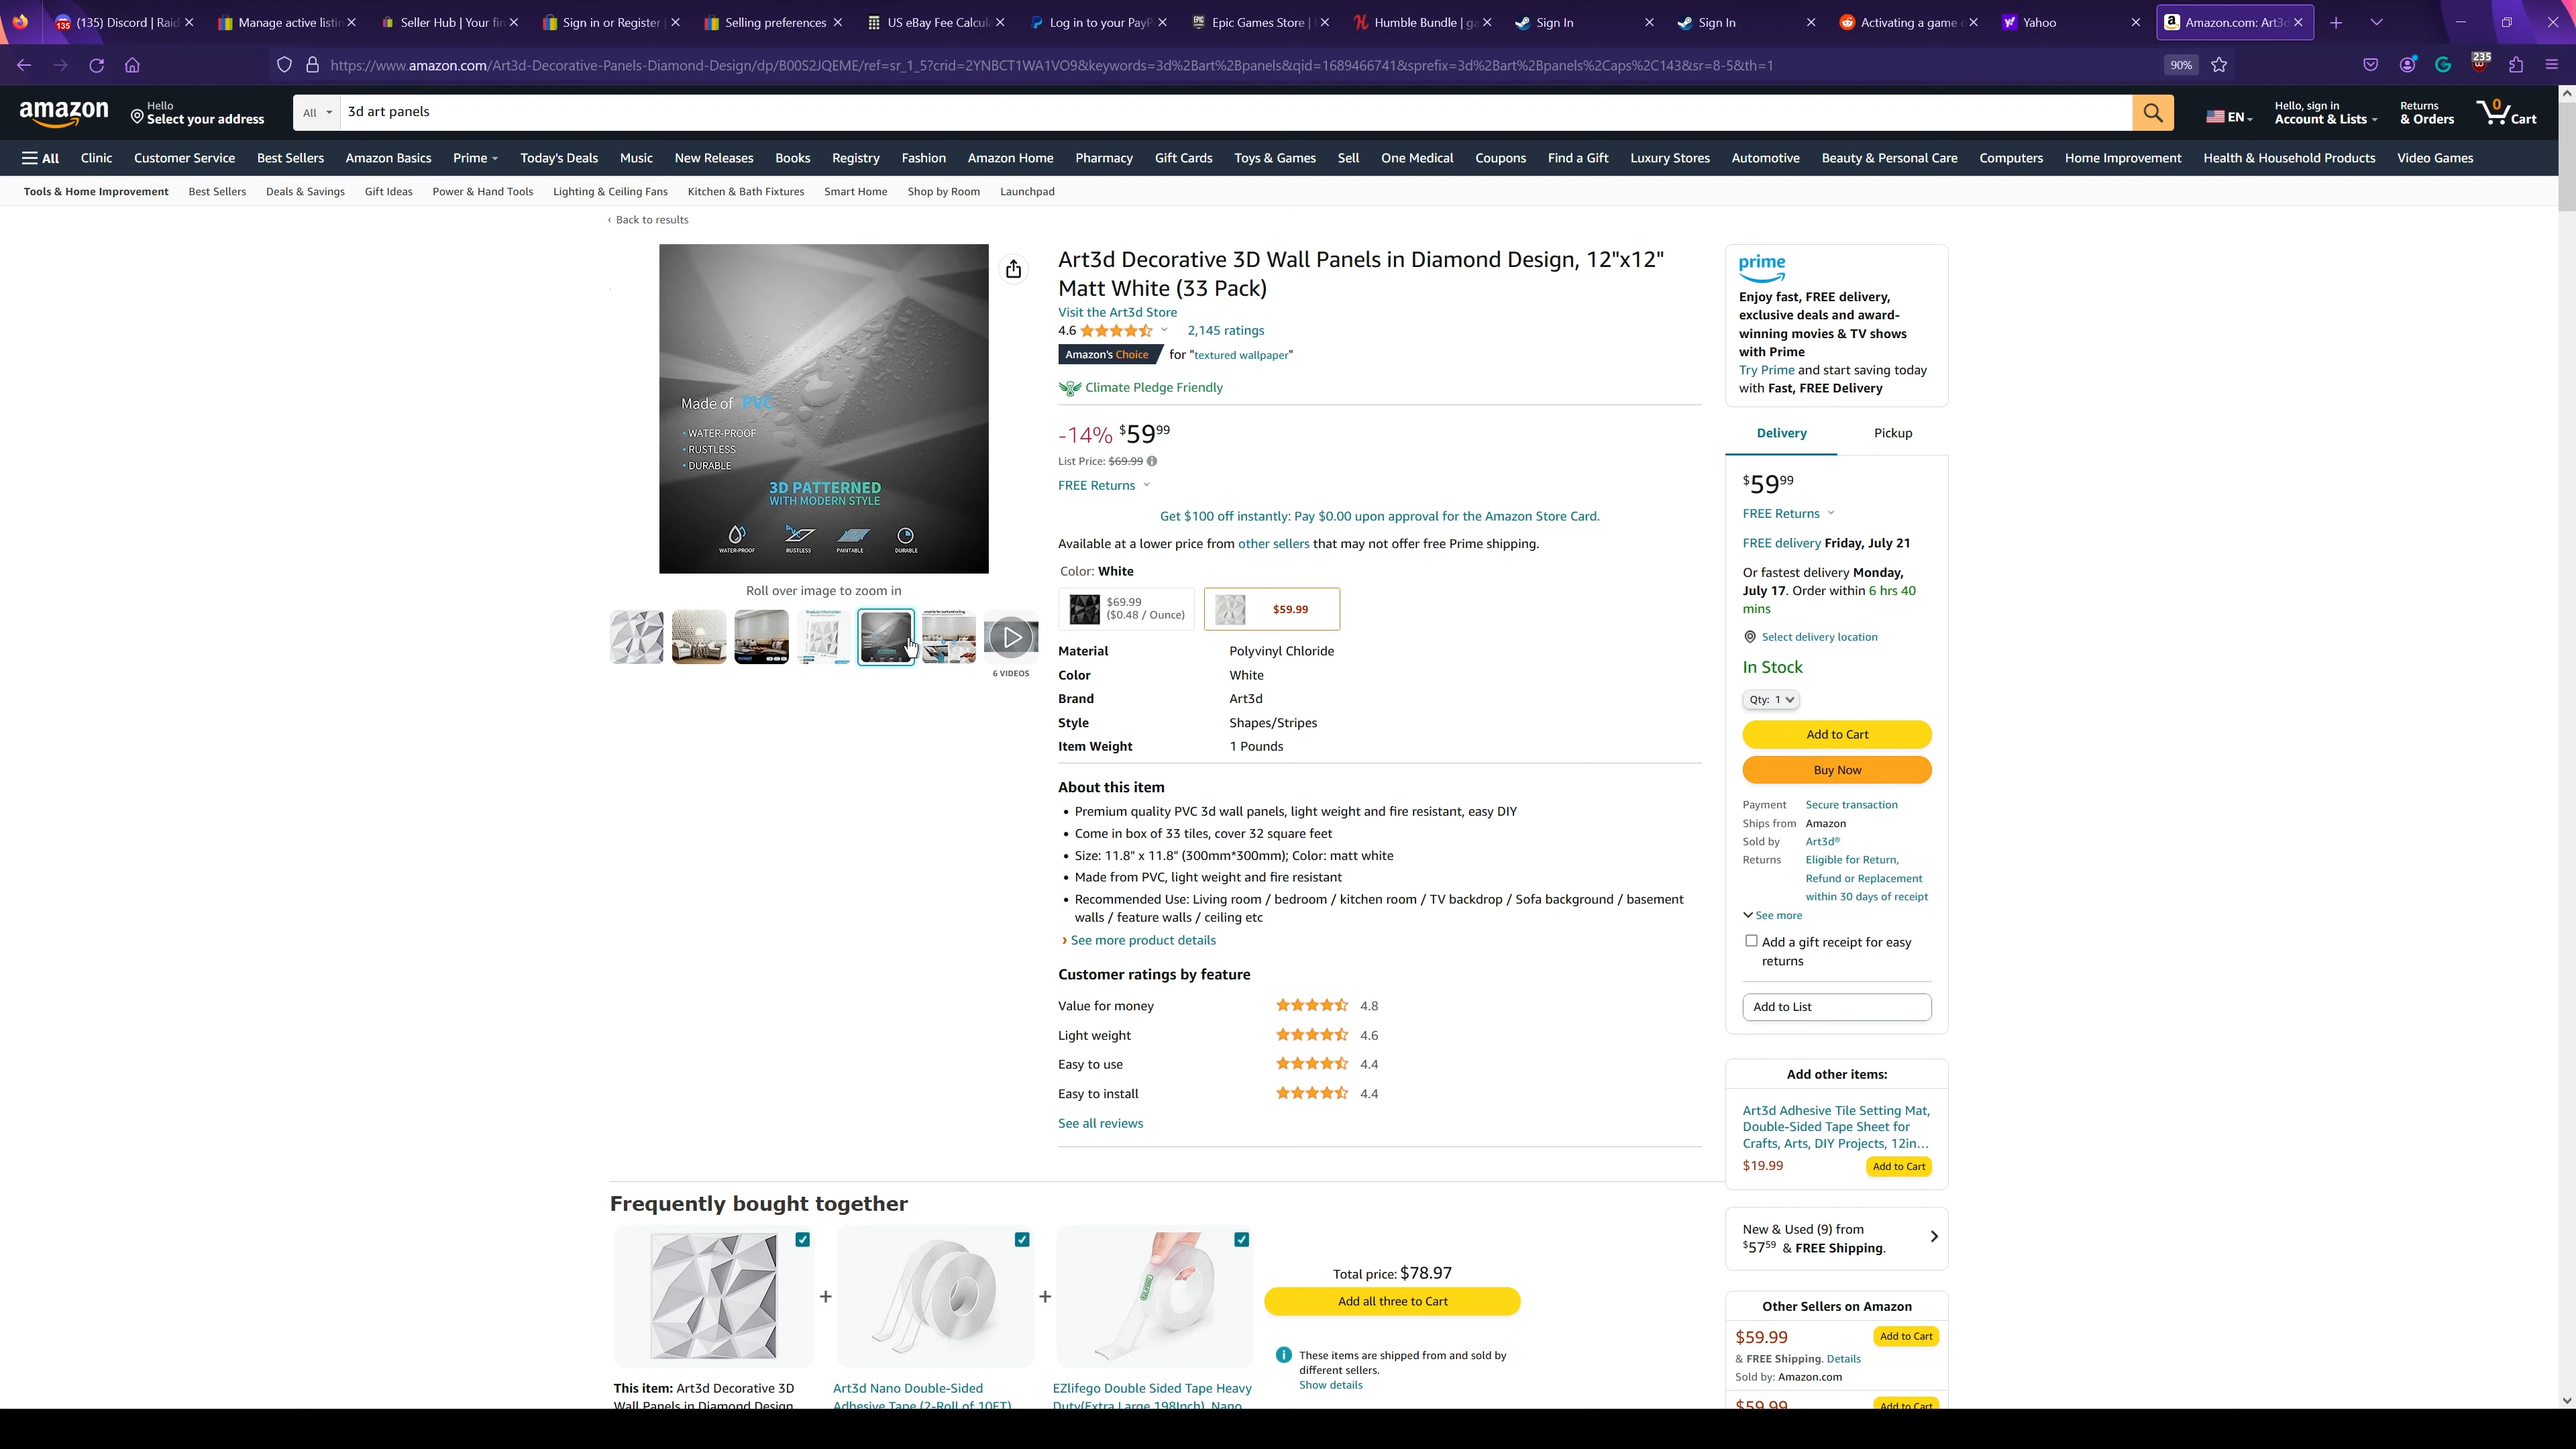 (135) Discord | Raid
Manage active listin
Seller Hub | Your fin
Sign in or Register |
Selling preferences
US eBay Fee Calcula
Log in to your PayP
Epic Games Store |
Humble Bundle | ga
Sign In
Sign In
Activating a game
Yahoo
Amazon.com: Art3d
https://www.amazon.com/Art3d-Decorative-Panels-Diamond-Design/dp/B00S2JQEME/ref=sr_1_5?crid=2YNBCT1WA1VO9&keywords=3d%2Bart%2Bpanels&qid=1689466741&sprefix=3d%2Bart%2Bpanels%2Caps%2C143&sr=8-5&th=1
90%
235
amazon
Hello
Select your address
All
3d art panels
EN
Hello, sign in
Account & Lists
Returns
& Orders
0
Cart
All Clinic Customer Service Best Sellers Amazon Basics Prime Today's Deals Music New Releases Books Registry Fashion Amazon Home Pharmacy Gift Cards Toys & Games Sell One Medical Coupons Find a Gift Luxury Stores Automotive Beauty & Personal Care Computers Home Improvement Health & Household Products Video Games
Tools & Home Improvement Best Sellers Deals & Savings Gift Ideas Power & Hand Tools Lighting & Ceiling Fans Kitchen & Bath Fixtures Smart Home Shop by Room Launchpad
‹ Back to results
Made of PVC
• WATER-PROOF
• RUSTLESS
• DURABLE
3D PATTERNED
WITH MODERN STYLE
WATER-PROOF RUSTLESS PAINTABLE DURABLE
Roll over image to zoom in
6 VIDEOS
Art3d Decorative 3D Wall Panels in Diamond Design, 12"x12"
Matt White (33 Pack)
Visit the Art3d Store
4.6 2,145 ratings
Amazon's Choice for "textured wallpaper"
Climate Pledge Friendly
-14% $59.99
List Price: $69.99
FREE Returns
Get $100 off instantly: Pay $0.00 upon approval for the Amazon Store Card.
Available at a lower price from other sellers that may not offer free Prime shipping.
Color: White
$69.99
($0.48 / Ounce)
$59.99
Material Polyvinyl Chloride
Color White
Brand Art3d
Style Shapes/Stripes
Item Weight 1 Pounds
About this item
• Premium quality PVC 3d wall panels, light weight and fire resistant, easy DIY
• Come in box of 33 tiles, cover 32 square feet
• Size: 11.8" x 11.8" (300mm*300mm); Color: matt white
• Made from PVC, light weight and fire resistant
• Recommended Use: Living room / bedroom / kitchen room / TV backdrop / Sofa background / basement
walls / feature walls / ceiling etc
› See more product details
Customer ratings by feature
Value for money 4.8
Light weight 4.6
Easy to use 4.4
Easy to install 4.4
See all reviews
prime
Enjoy fast, FREE delivery,
exclusive deals and award-
winning movies & TV shows
with Prime
Try Prime and start saving today
with Fast, FREE Delivery
Delivery Pickup
$59.99
FREE Returns
FREE delivery Friday, July 21
Or fastest delivery Monday,
July 17. Order within 6 hrs 40
mins
Select delivery location
In Stock
Qty: 1
Add to Cart
Buy Now
Payment Secure transaction
Ships from Amazon
Sold by Art3d®
Returns Eligible for Return,
Refund or Replacement
within 30 days of receipt
See more
Add a gift receipt for easy
returns
Add to List
Add other items:
Art3d Adhesive Tile Setting Mat,
Double-Sided Tape Sheet for
Crafts, Arts, DIY Projects, 12in...
$19.99 Add to Cart
New & Used (9) from
$57.59 & FREE Shipping.
Other Sellers on Amazon
$59.99 Add to Cart
& FREE Shipping. Details
Sold by: Amazon.com
$59.99 Add to Cart
Frequently bought together
+ +
Total price: $78.97
Add all three to Cart
These items are shipped from and sold by
different sellers.
Show details
This item: Art3d Decorative 3D
Wall Panels in Diamond Design
Art3d Nano Double-Sided
Adhesive Tape (2-Roll of 10FT)
EZlifego Double Sided Tape Heavy
Duty(Extra Large 198Inch), Nano